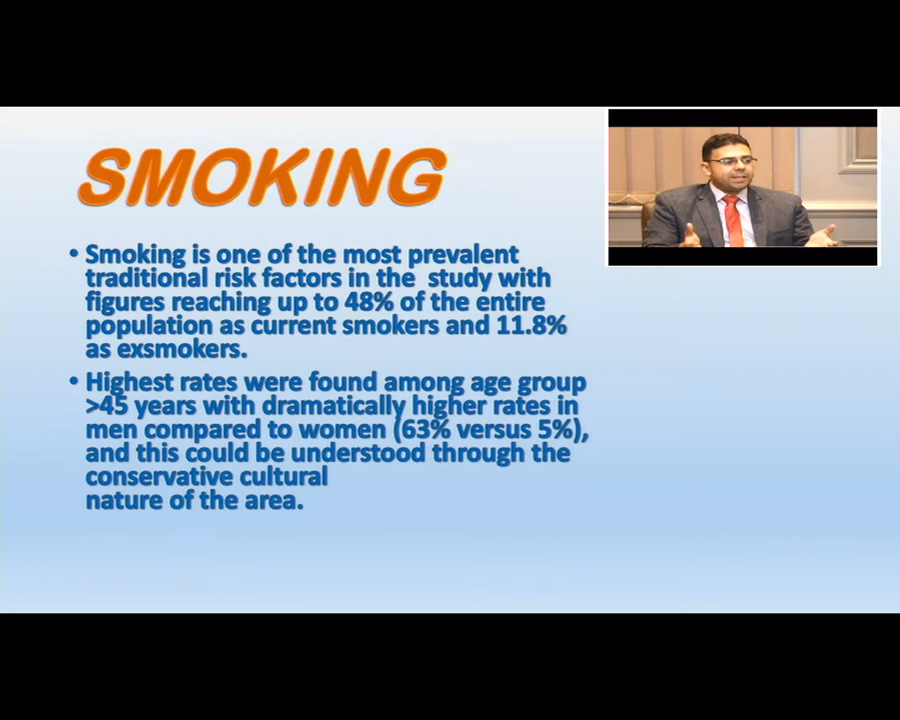 SMOKING
• Smoking is one of the most prevalent
traditional risk factors in the study with
figures reaching up to 48% of the entire
population as current smokers and 11.8%
as exsmokers.
• Highest rates were found among age group
>45 years with dramatically higher rates in
men compared to women (63% versus 5%),
and this could be understood through the
conservative cultural
nature of the area.